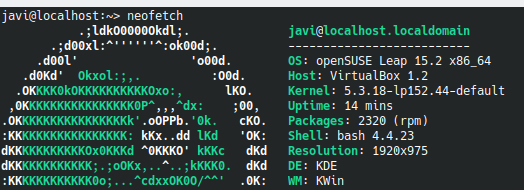 javi@localhost:~> neofetch
.;ldkO0000Okdl;. javi@localhost.localdomain
.;d00xl:^''''''^:ok00d;. --------------------------
.d00l' 'o00d. OS: openSUSE Leap 15.2 x86_64
.d0Kd' Okxol:;,. :O0d. Host: VirtualBox 1.2
.OKKKK0kOKKKKKKKKKKOxo:, lKO. Kernel: 5.3.18-lp152.44-default
,0KKKKKKKKKKKKKKKK0P^,,,^dx: ;00, Uptime: 14 mins
.OKKKKKKKKKKKKKKKKk'.oOPPb.'0k. cKO. Packages: 2320 (rpm)
:KKKKKKKKKKKKKKKKK: kKx..dd lKd 'OK: Shell: bash 4.4.23
dKKKKKKKKKKKOx0KKKd ^0KKKO' kKKc dKd Resolution: 1920x975
dKKKKKKKKKKK;.;oOKx,..^..;kKKK0. dKd DE: KDE
:KKKKKKKKKKK0o;...^cdxxOK0O/^^' .0K: WM: KWin